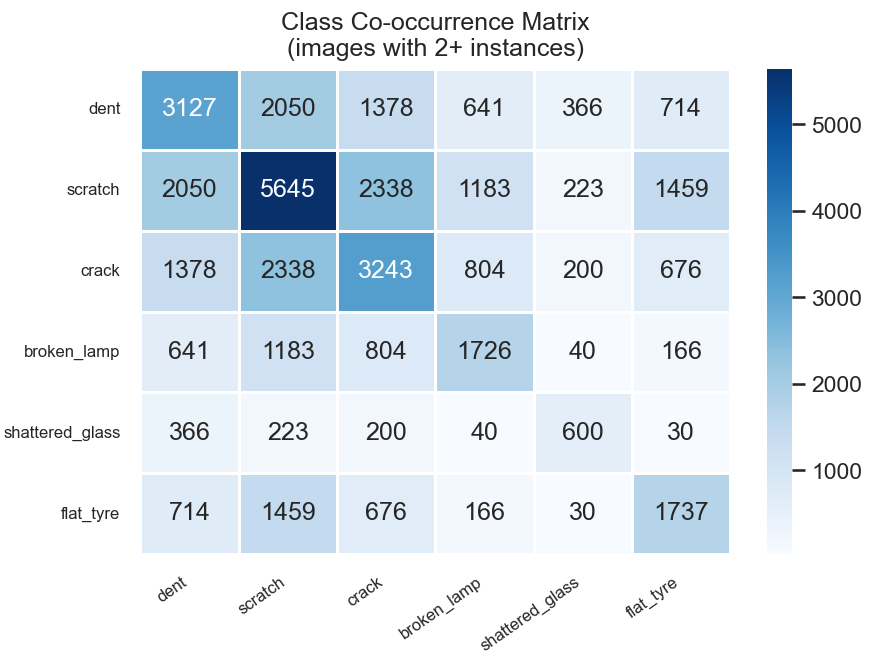 Class Co-occurrence Matrix
(images with 2+ instances)
dent 3127 2050 1378 641 366 714
scratch 2050 5645 2338 1183 223 1459
crack 1378 2338 3243 804 200 676
broken_lamp 641 1183 804 1726 40 166
shattered_glass 366 223 200 40 600 30
flat_tyre 714 1459 676 166 30 1737
dent scratch crack broken_lamp shattered_glass flat_tyre
5000
4000
3000
2000
1000